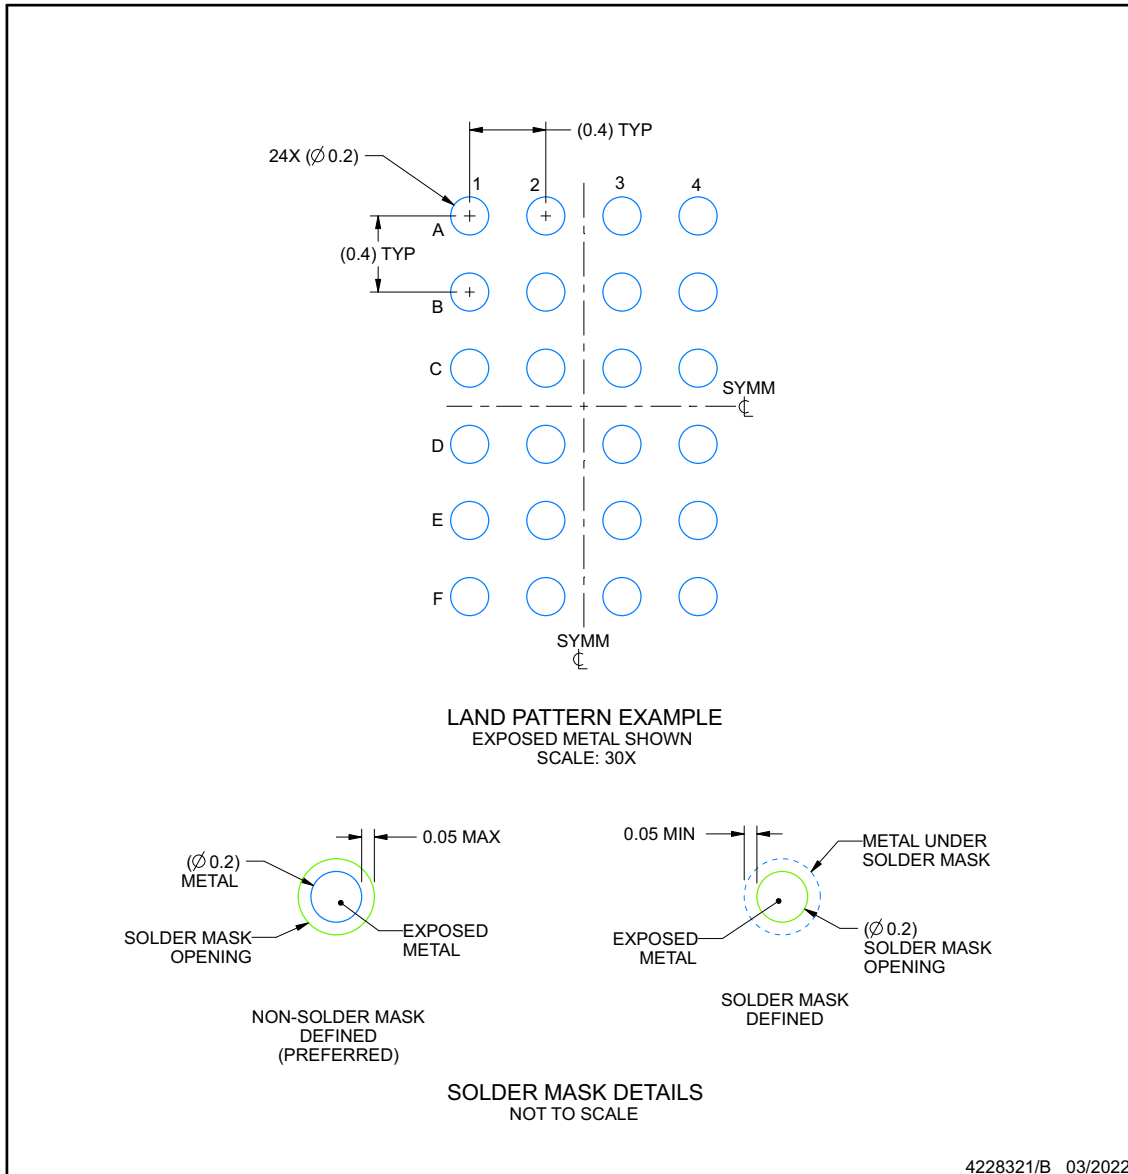 (0.4) TYP
24X (∅ 0.2)
1
2
3
4
A
(0.4) TYP
B
C
SYMM
℄
D
E
F
SYMM
℄
LAND PATTERN EXAMPLE
EXPOSED METAL SHOWN
SCALE: 30X
0.05 MAX
(∅ 0.2)
METAL
SOLDER MASK
OPENING
EXPOSED
METAL
NON-SOLDER MASK
DEFINED
(PREFERRED)
0.05 MIN
METAL UNDER
SOLDER MASK
EXPOSED
METAL
(∅ 0.2)
SOLDER MASK
OPENING
SOLDER MASK
DEFINED
SOLDER MASK DETAILS
NOT TO SCALE
4228321/B 03/2022